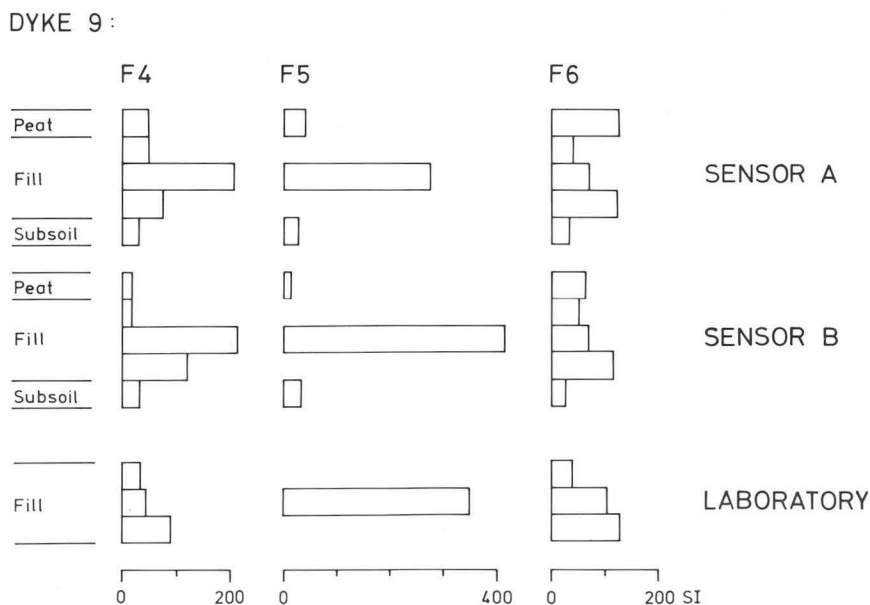 DYKE 9:
F4 F5 F6
Peat
Fill
Subsoil
SENSOR A
Peat
Fill
Subsoil
SENSOR B
Fill
LABORATORY
0 200 0 400 0 200 SI